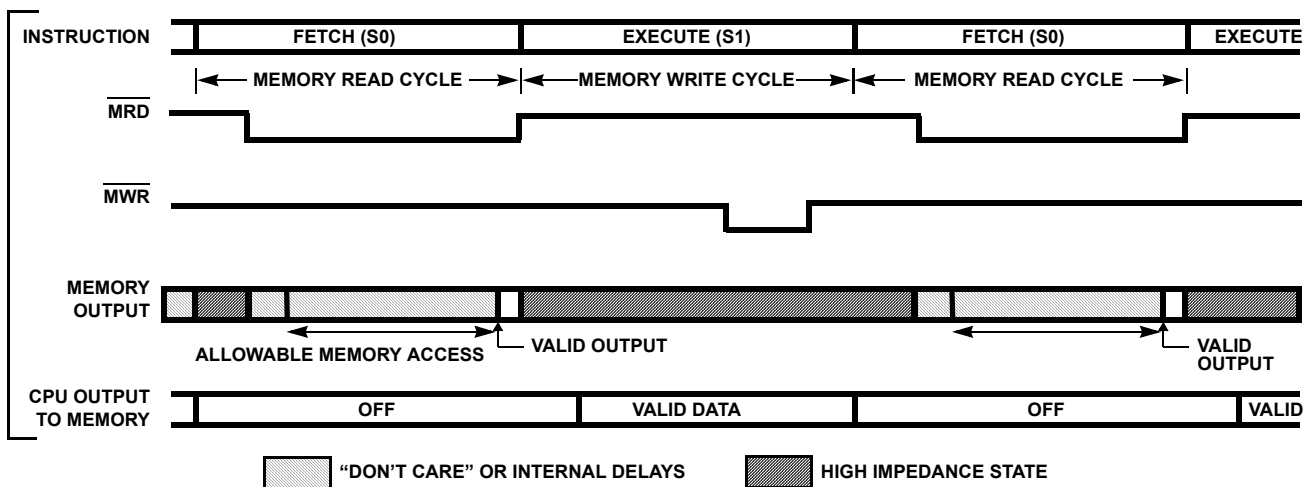 INSTRUCTION FETCH (S0) EXECUTE (S1) FETCH (S0) EXECUTE
MEMORY READ CYCLE MEMORY WRITE CYCLE MEMORY READ CYCLE
MRD
MWR
MEMORY
OUTPUT
ALLOWABLE MEMORY ACCESS
VALID OUTPUT
VALID
OUTPUT
CPU OUTPUT
TO MEMORY
OFF VALID DATA OFF VALID
“DON'T CARE” OR INTERNAL DELAYS HIGH IMPEDANCE STATE